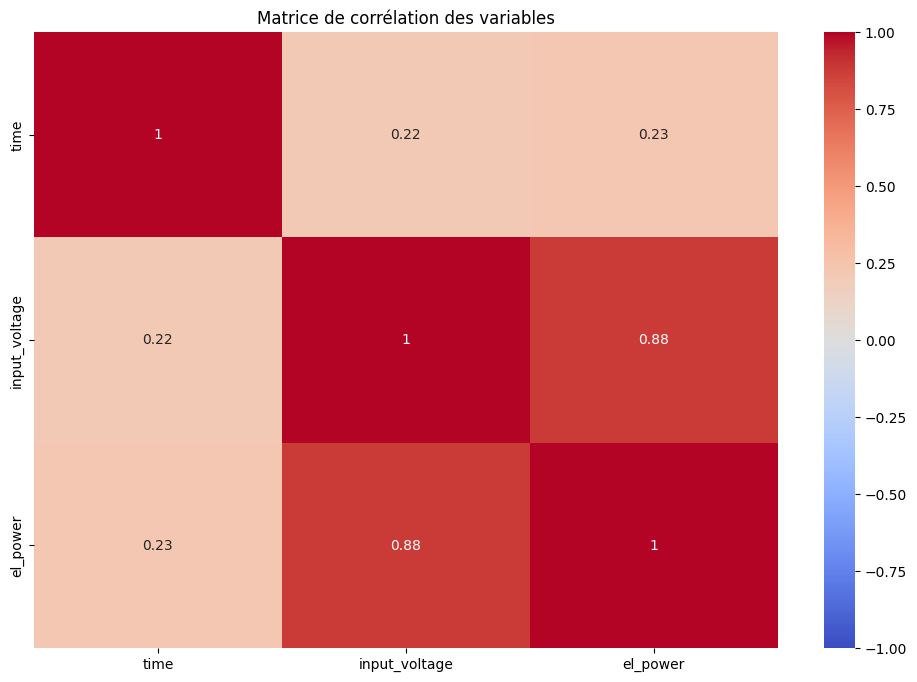 Matrice de corrélation des variables
time
1
0.22
0.23
input_voltage
0.22
1
0.88
el_power
0.23
0.88
1
time
input_voltage
el_power
1.00
0.75
0.50
0.25
0.00
−0.25
−0.50
−0.75
−1.00